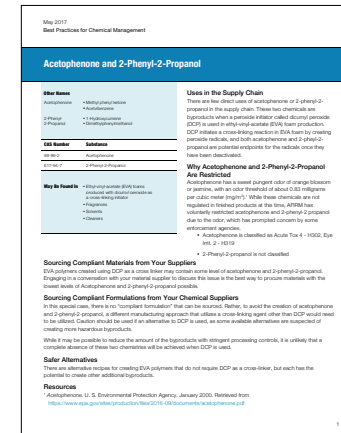 May 2017
Best Practices for Chemical Management
Acetophenone and 2-Phenyl-2-Propanol
Other Names
Acetophenone
• Methyl phenyl ketone
• Acetylbenzene
2-Phenyl-
2-Propanol
• 1-Hydroxycumene
• Dimethylphenylmethanol
CAS Number Substance
98-86-2 Acetophenone
617-94-7 2-Phenyl-2-Propanol
May Be Found In
• Ethyl-vinyl-acetate (EVA) foams
produced with dicumyl peroxide as
a cross-linking initiator
• Fragrances
• Solvents
• Cleaners
Uses in the Supply Chain
There are few direct uses of acetophenone or 2-phenyl-2-
propanol in the supply chain. These two chemicals are
byproducts when a peroxide initiator called dicumyl peroxide
(DCP) is used in ethyl-vinyl-acetate (EVA) foam production.
DCP initiates a cross-linking reaction in EVA foam by creating
peroxide radicals, and both acetophenone and 2-phenyl-2-
propanol are potential endpoints for the radicals once they
have been deactivated.
Why Acetophenone and 2-Phenyl-2-Propanol
Are Restricted
Acetophenone has a sweet pungent odor of orange blossom
or jasmine, with an odor threshold of about 0.83 milligrams
per cubic meter (mg/m³).¹ While these chemicals are not
regulated in finished products at this time, AFIRM has
voluntarily restricted acetophenone and 2-phenyl-2 propanol
due to the odor, which has prompted concern by some
enforcement agencies.
• Acetophenone is classified as Acute Tox 4 - H302, Eye
Irrit. 2 - H319
• 2-Phenyl-2-propanol is not classified
Sourcing Compliant Materials from Your Suppliers
EVA polymers created using DCP as a cross linker may contain some level of acetophenone and 2-phenyl-2-propanol.
Engaging in a conversation with your material supplier to discuss this issue is the best way to procure materials with the
lowest levels of Acetophenone and 2-phenyl-2-propanol possible.
Sourcing Compliant Formulations from Your Chemical Suppliers
In this special case, there is no "compliant formulation" that can be sourced. Rather, to avoid the creation of acetophenone
and 2-phenyl-2-propanol, a different manufacturing approach that utilizes a cross-linking agent other than DCP would need
to be utilized. Caution should be used if an alternative to DCP is used, as some available alternatives are suspected of
creating more hazardous byproducts.
While it may be possible to reduce the amount of the byproducts with stringent processing controls, it is unlikely that a
complete absence of these two chemistries will be achieved when DCP is used.
Safer Alternatives
There are alternative recipes for creating EVA polymers that do not require DCP as a cross-linker, but each has the
potential to create other additional byproducts.
Resources
¹ Acetophenone. U. S. Environmental Protection Agency. January 2000. Retrieved from
https://www.epa.gov/sites/production/files/2016-09/documents/acetophenone.pdf
1